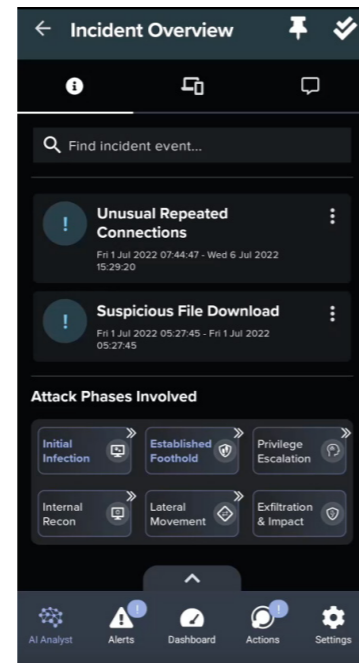 Incident Overview
Find incident event...
!
Unusual Repeated
Connections
Fri 1 Jul 2022 07:44:47 - Wed 6 Jul 2022
15:29:20
!
Suspicious File Download
Fri 1 Jul 2022 05:27:45 - Fri 1 Jul 2022
05:27:45
Attack Phases Involved
Initial
Infection
Established
Foothold
Privilege
Escalation
Internal
Recon
Lateral
Movement
Exfiltration
& Impact
AI Analyst
Alerts
Dashboard
Actions
Settings